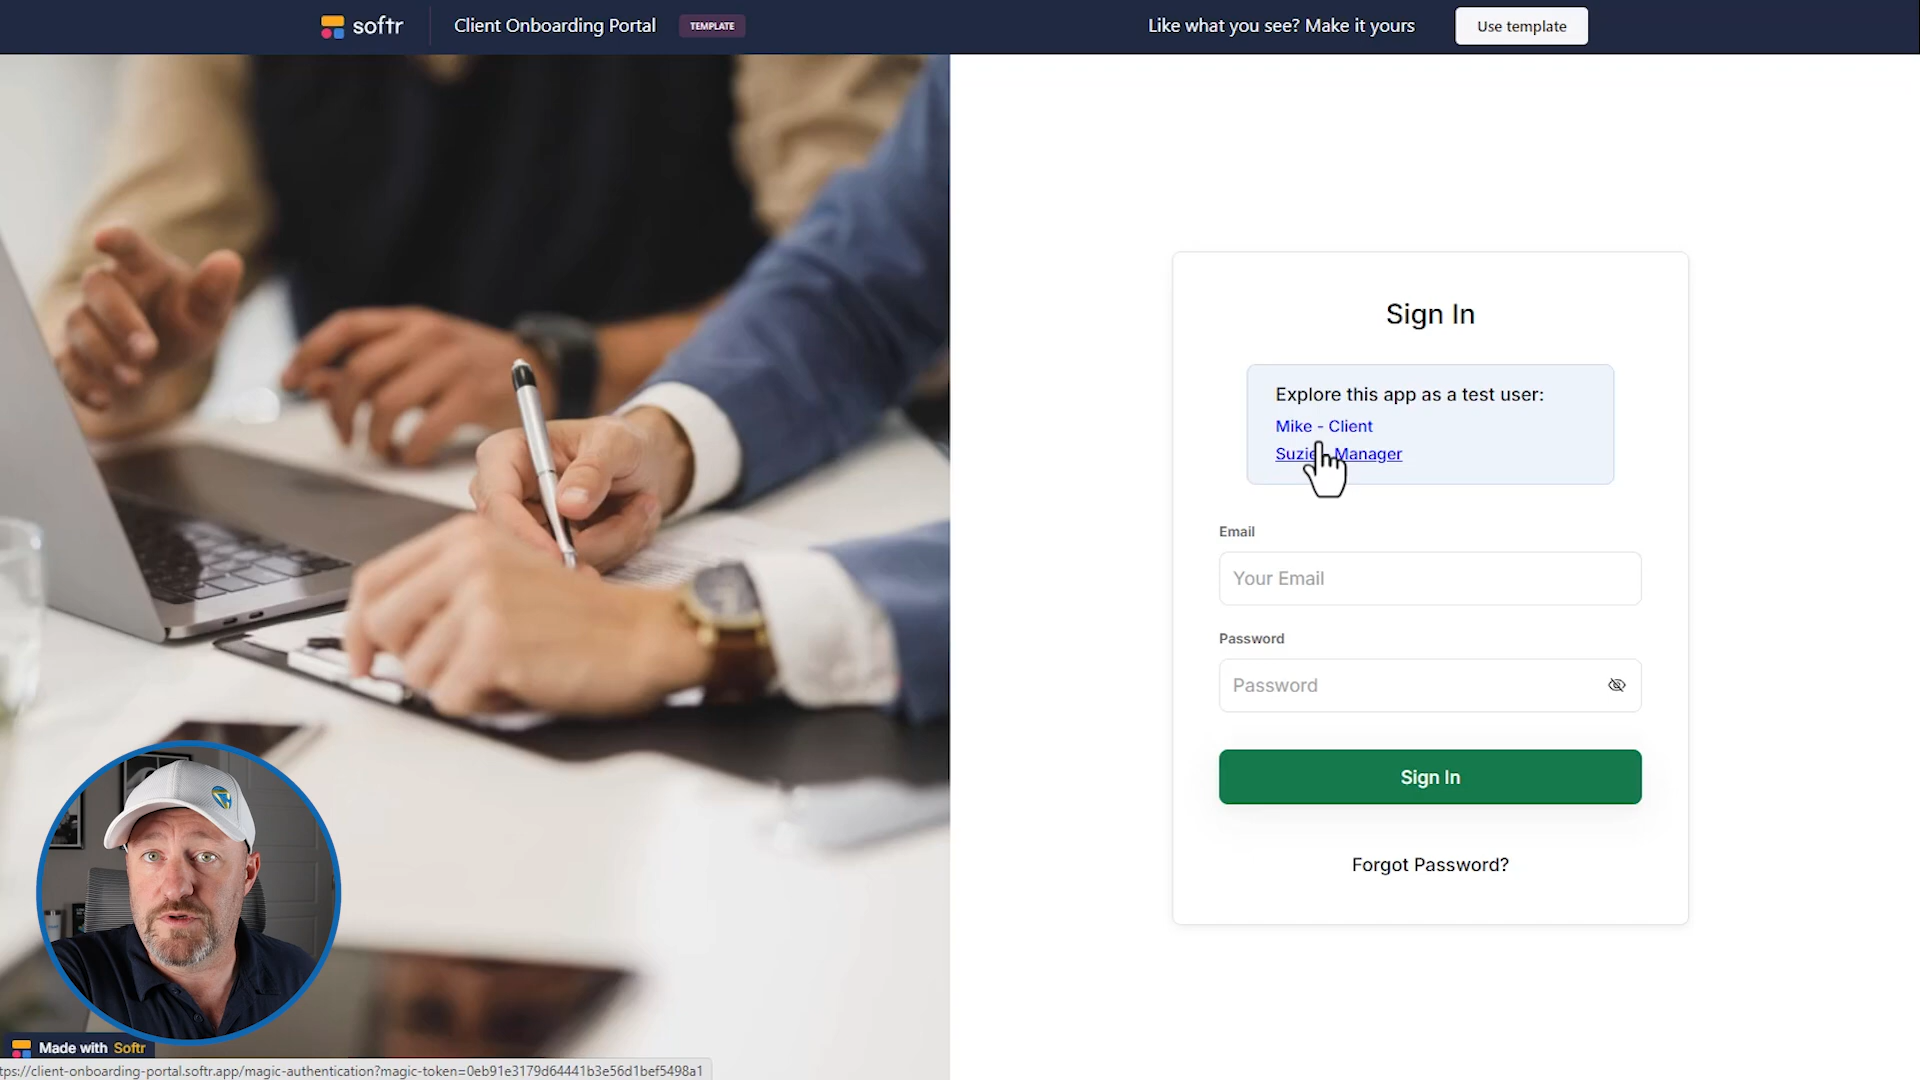 softr
Client Onboarding Portal
TEMPLATE
Like what you see? Make it yours
Use template
Sign In
Explore this app as a test user:
Mike - Client
Suzie Manager
Email
Your Email
Password
Password
Sign In
Forgot Password?
Made with Softr
tps://client-onboarding-portal.softr.app/magic-authentication?magic-token=0eb91e3179d64441b3e56d1bef5498a1